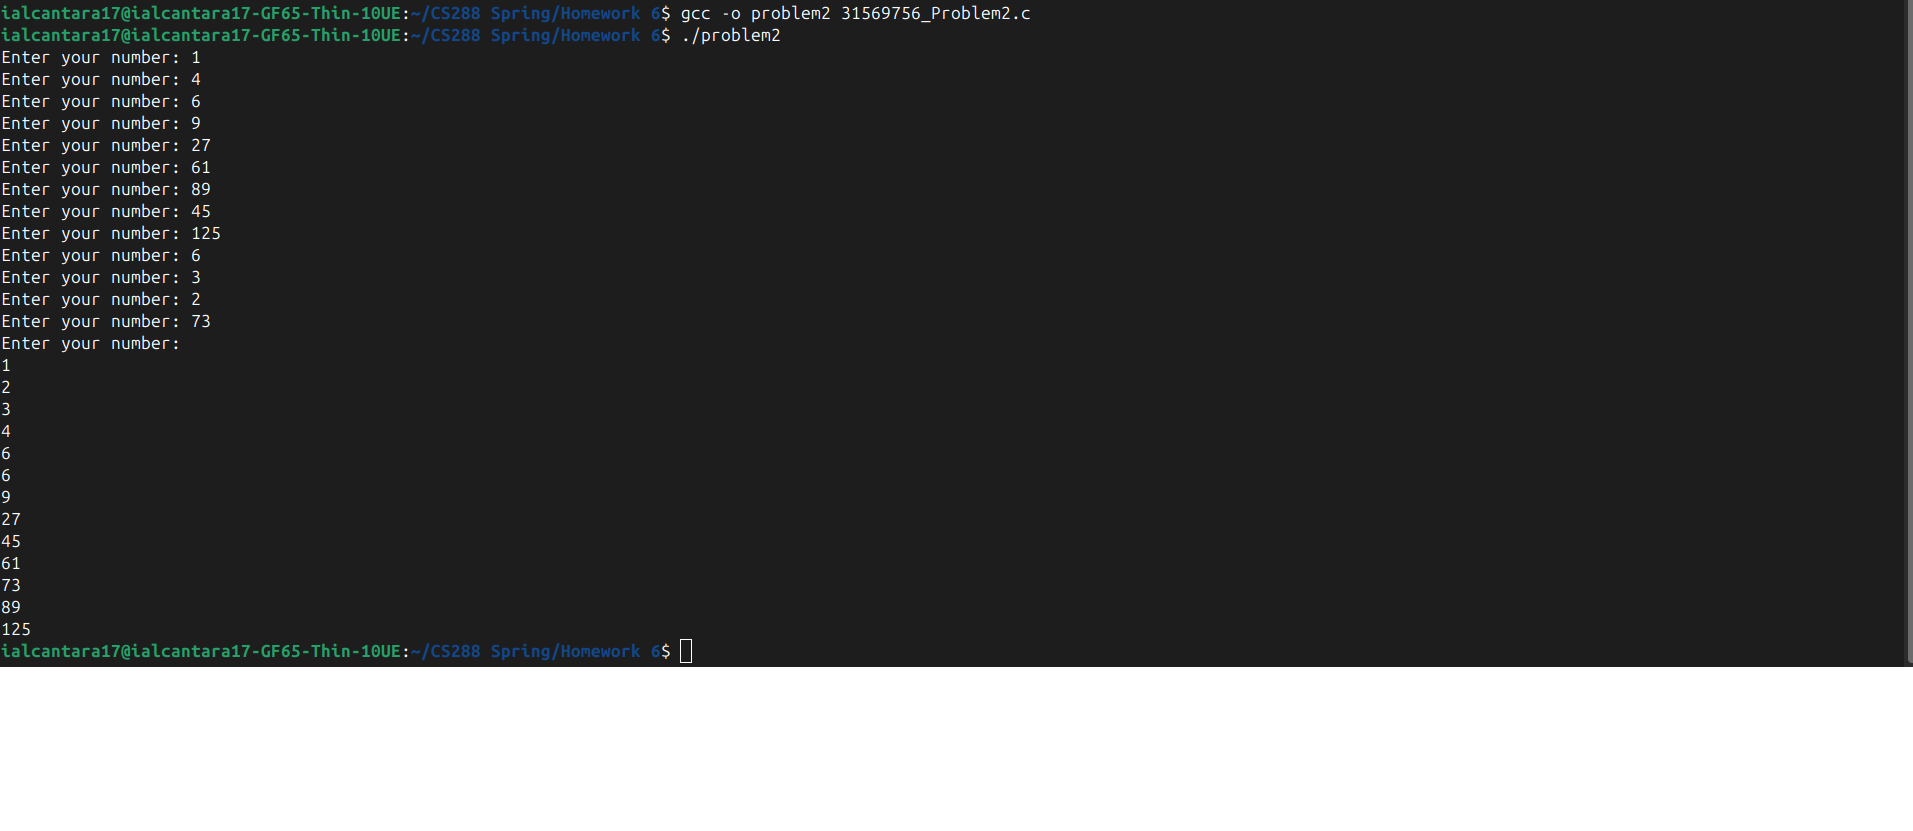 ialcantara17@ialcantara17-GF65-Thin-10UE:~/CS288 Spring/Homework 6$ gcc -o problem2 31569756_Problem2.c
ialcantara17@ialcantara17-GF65-Thin-10UE:~/CS288 Spring/Homework 6$ ./problem2
Enter your number: 1
Enter your number: 4
Enter your number: 6
Enter your number: 9
Enter your number: 27
Enter your number: 61
Enter your number: 89
Enter your number: 45
Enter your number: 125
Enter your number: 6
Enter your number: 3
Enter your number: 2
Enter your number: 73
Enter your number:
1
2
3
4
6
6
9
27
45
61
73
89
125
ialcantara17@ialcantara17-GF65-Thin-10UE:~/CS288 Spring/Homework 6$